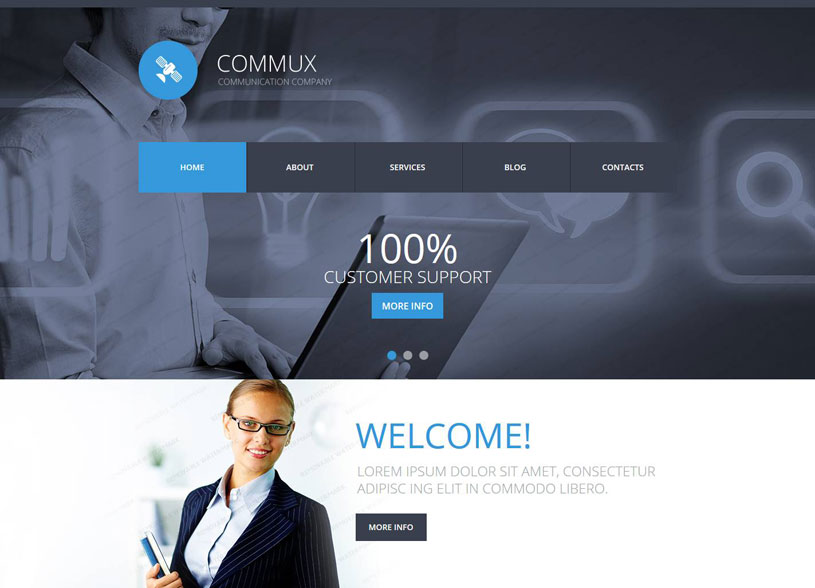 COMMUX
COMMUNICATION COMPANY
HOME
ABOUT
SERVICES
BLOG
CONTACTS
100%
CUSTOMER SUPPORT
MORE INFO
WELCOME!
LOREM IPSUM DOLOR SIT AMET, CONSECTETUR
ADIPISC ING ELIT IN COMMODO LIBERO.
MORE INFO